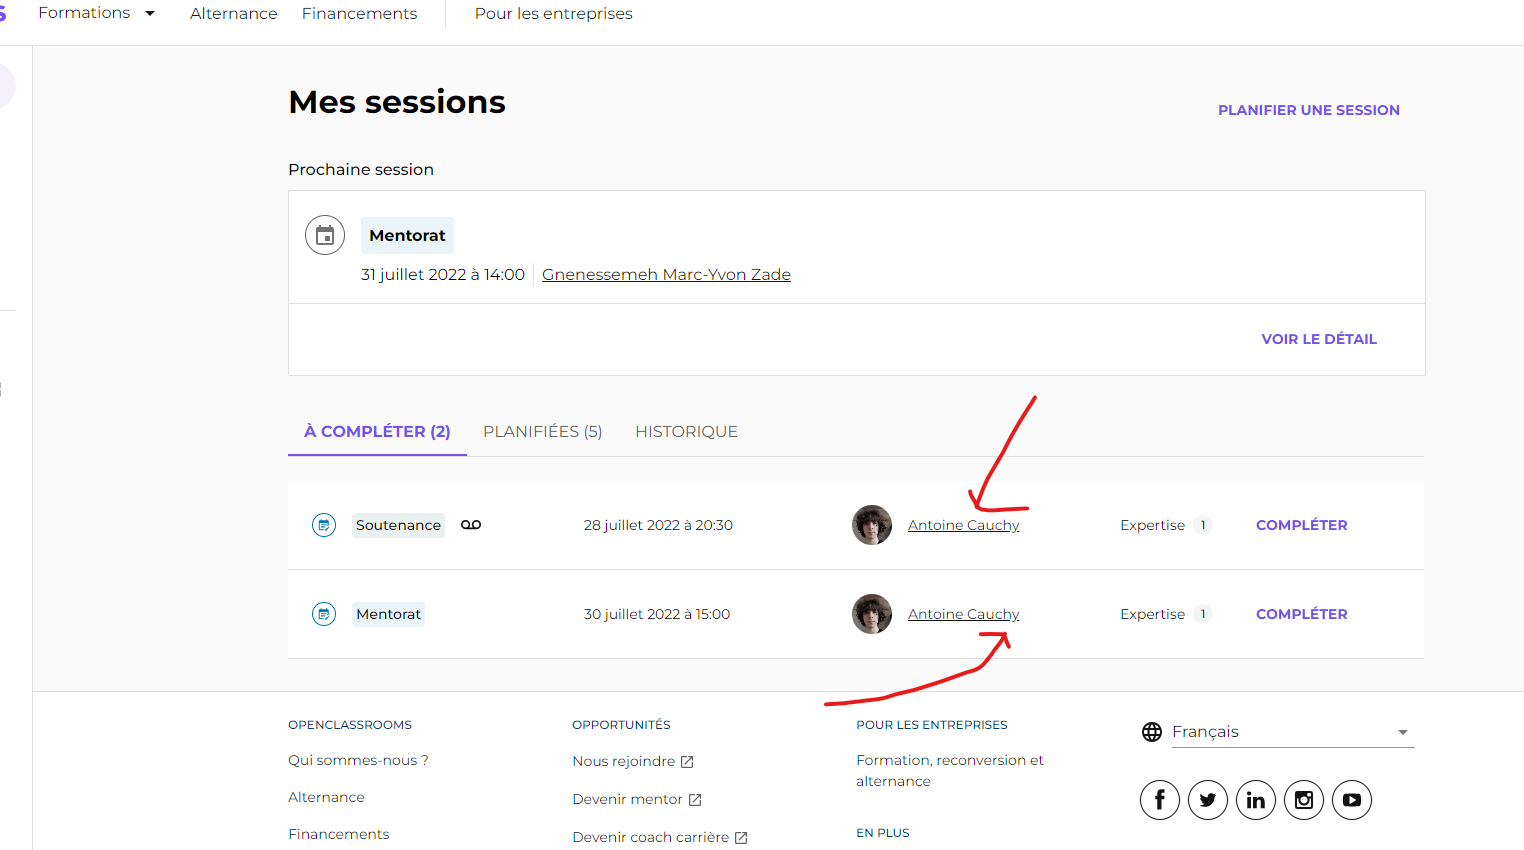 Formations Alternance Financements Pour les entreprises
Mes sessions
PLANIFIER UNE SESSION
Prochaine session
Mentorat
31 juillet 2022 à 14:00 Gnenessemeh Marc-Yvon Zade
VOIR LE DÉTAIL
À COMPLÉTER (2) PLANIFIÉES (5) HISTORIQUE
Soutenance 28 juillet 2022 à 20:30 Antoine Cauchy Expertise 1 COMPLÉTER
Mentorat 30 juillet 2022 à 15:00 Antoine Cauchy Expertise 1 COMPLÉTER
OPENCLASSROOMS
Qui sommes-nous ?
Alternance
Financements
OPPORTUNITÉS
Nous rejoindre
Devenir mentor
Devenir coach carrière
POUR LES ENTREPRISES
Formation, reconversion et
alternance
EN PLUS
Français